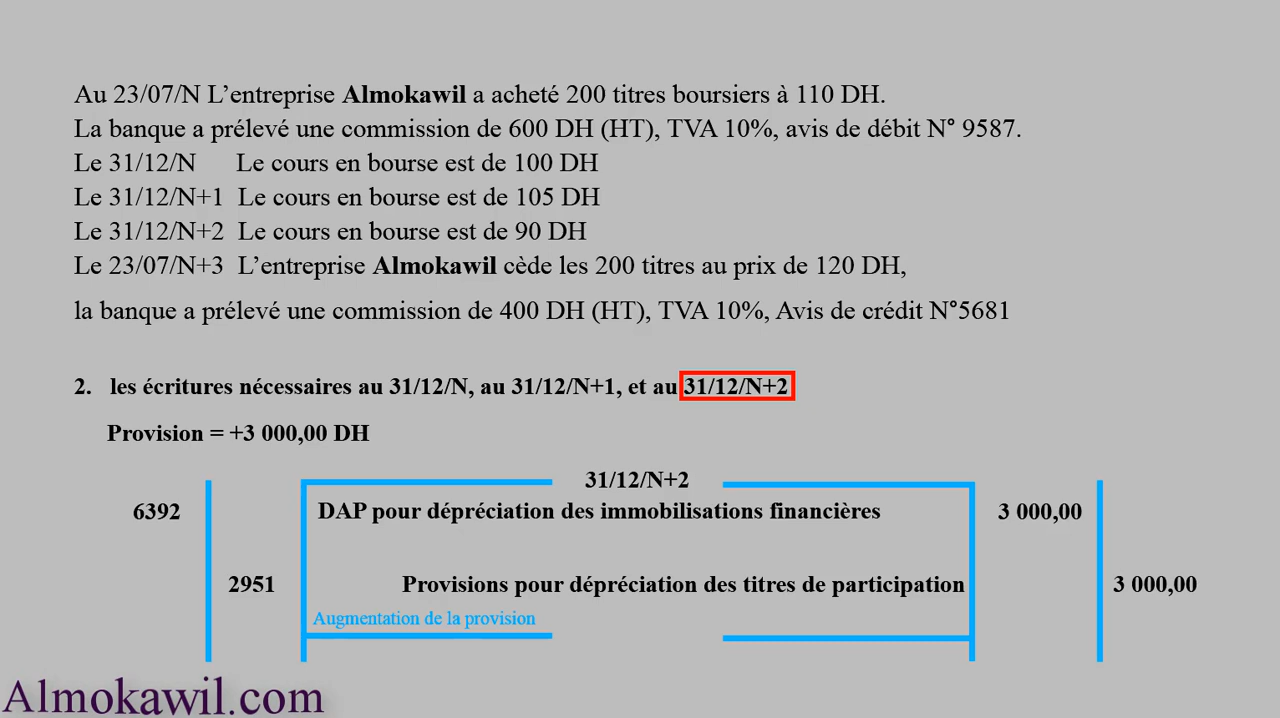 Au 23/07/N L’entreprise Almokawil a acheté 200 titres boursiers à 110 DH.
La banque a prélevé une commission de 600 DH (HT), TVA 10%, avis de débit N° 9587.
Le 31/12/N Le cours en bourse est de 100 DH
Le 31/12/N+1 Le cours en bourse est de 105 DH
Le 31/12/N+2 Le cours en bourse est de 90 DH
Le 23/07/N+3 L’entreprise Almokawil cède les 200 titres au prix de 120 DH,
la banque a prélevé une commission de 400 DH (HT), TVA 10%, Avis de crédit N°5681
2. les écritures nécessaires au 31/12/N, au 31/12/N+1, et au 31/12/N+2
Provision = +3 000,00 DH
31/12/N+2
6392 DAP pour dépréciation des immobilisations financières 3 000,00
2951 Provisions pour dépréciation des titres de participation 3 000,00
Augmentation de la provision
Almokawil.com